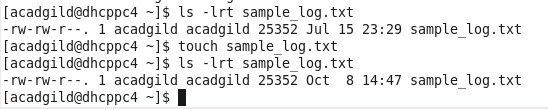 [acadgild@dhcppc4 ~]$ ls -lrt sample_log.txt
-rw-rw-r--. 1 acadgild acadgild 25352 Jul 15 23:29 sample_log.txt
[acadgild@dhcppc4 ~]$ touch sample_log.txt
[acadgild@dhcppc4 ~]$ ls -lrt sample_log.txt
-rw-rw-r--. 1 acadgild acadgild 25352 Oct  8 14:47 sample_log.txt
[acadgild@dhcppc4 ~]$